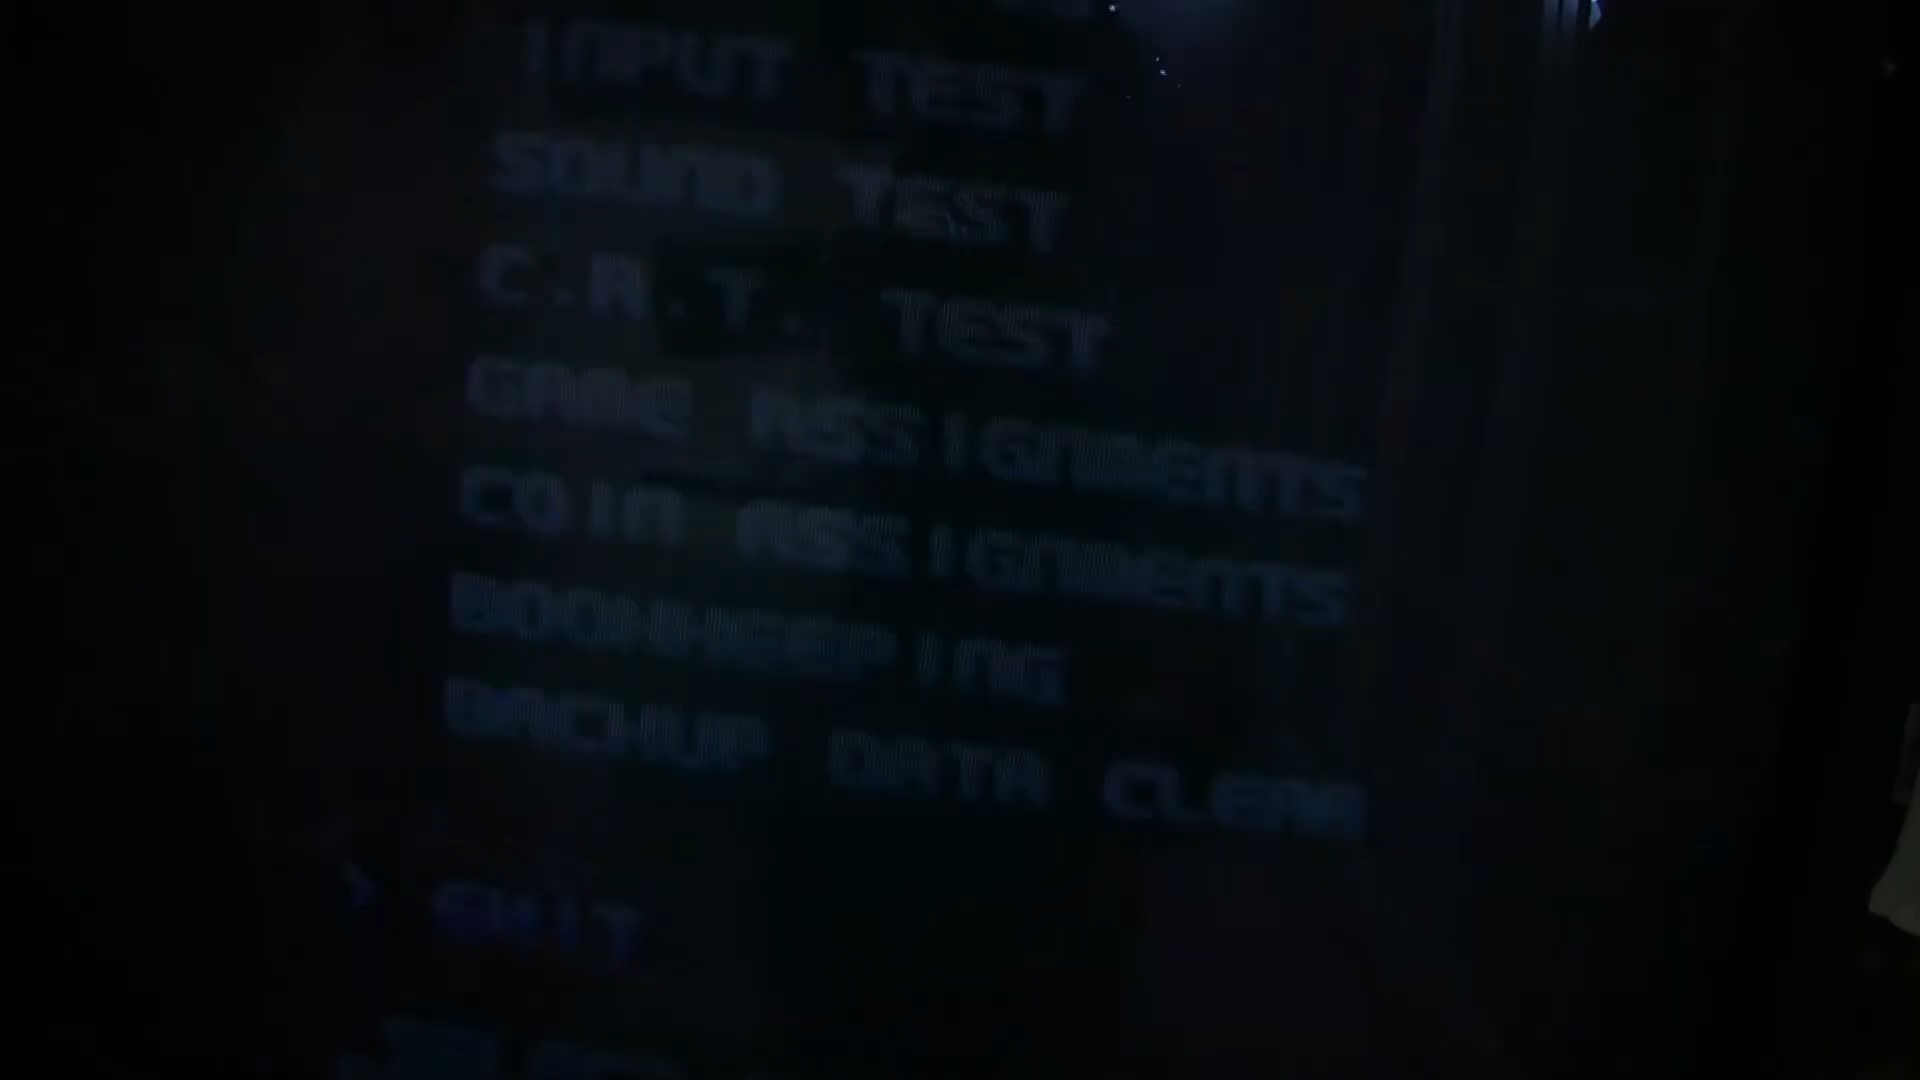 INPUT TEST
SOUND TEST
C.R.T. TEST
GAME ASSIGNMENTS
COIN ASSIGNMENTS
BOOKKEEPING
BACKUP DATA CLEAR
> EXIT